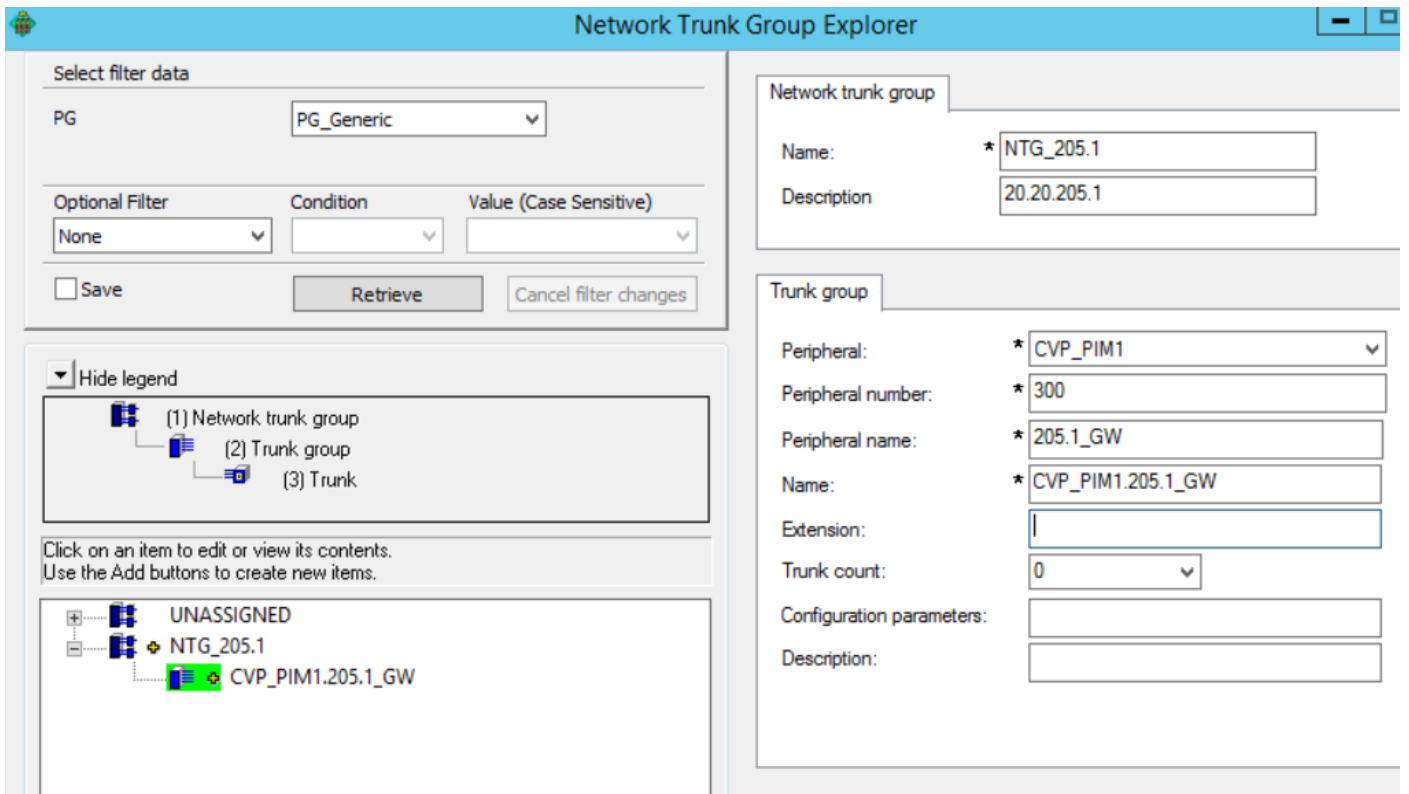 Network Trunk Group Explorer
Select filter data
PG
PG_Generic
Optional Filter
Condition
Value (Case Sensitive)
None
Save
Retrieve
Cancel filter changes
Hide legend
(1) Network trunk group
(2) Trunk group
(3) Trunk
Click on an item to edit or view its contents.
Use the Add buttons to create new items.
UNASSIGNED
NTG_205.1
CVP_PIM1.205.1_GW
Network trunk group
Name: * NTG_205.1
Description 20.20.205.1
Trunk group
Peripheral: * CVP_PIM1
Peripheral number: * 300
Peripheral name: * 205.1_GW
Name: * CVP_PIM1.205.1_GW
Extension:
Trunk count: 0
Configuration parameters:
Description: